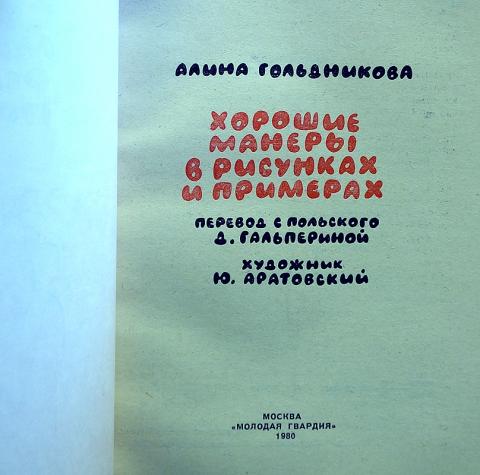 АЛИНА ГОЛЬДНИКОВА
ХОРОШИЕ
МАНЕРЫ
В РИСУНКАХ
И ПРИМЕРАХ
ПЕРЕВОД С ПОЛЬСКОГО
Д. ГАЛЬПЕРИНОЙ
ХУДОЖНИК
Ю. АРАТОВСКИЙ
МОСКВА
«МОЛОДАЯ ГВАРДИЯ»
1980